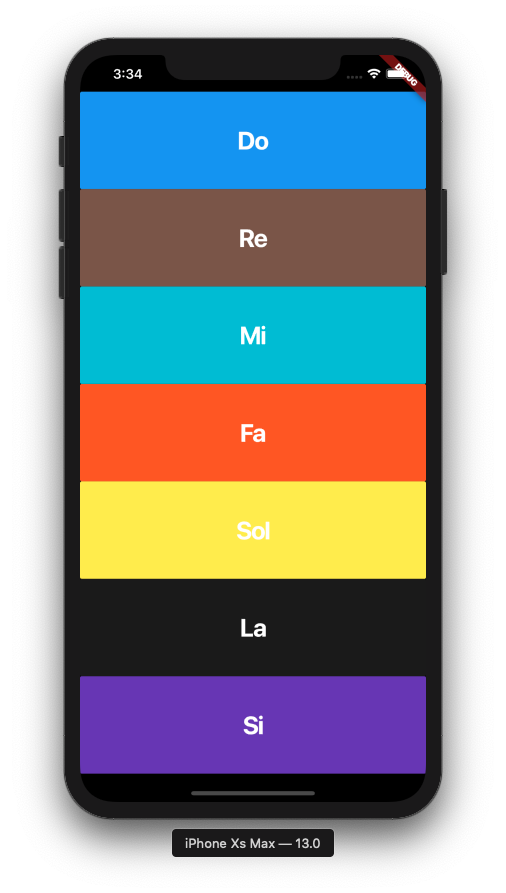 3:34
DEBUG
Do
Re
Mi
Fa
Sol
La
Si
iPhone Xs Max — 13.0